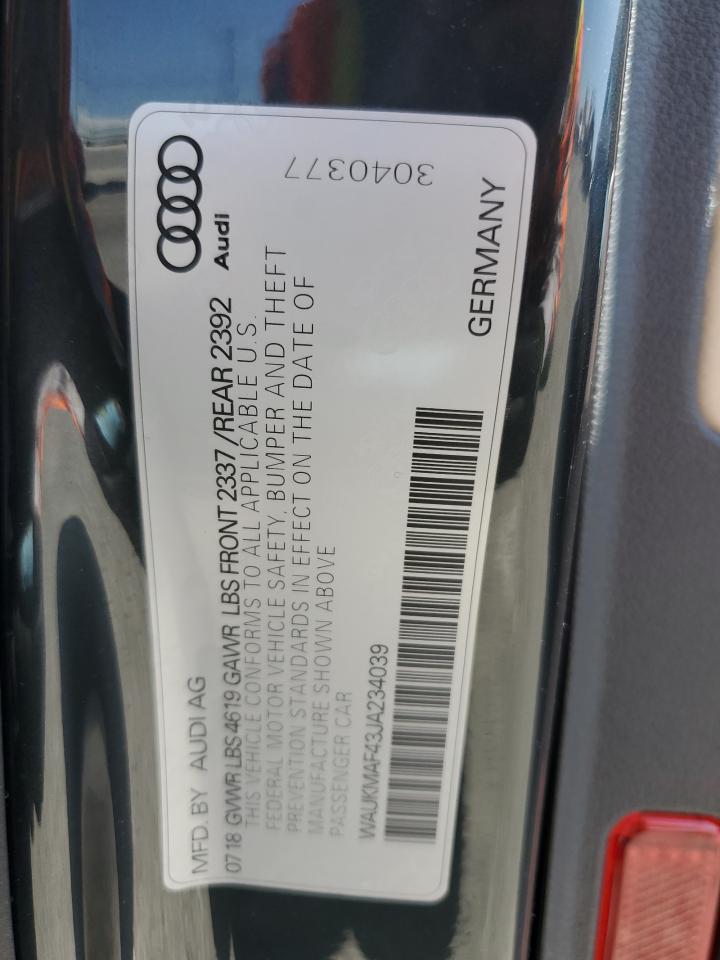 MFD. BY AUDI AG
Audi
07 18 GVWR LBS 4619 GAWR LBS FRONT 2337 /REAR 2392
THIS VEHICLE CONFORMS TO ALL APPLICABLE U.S.
FEDERAL MOTOR VEHICLE SAFETY, BUMPER AND THEFT
PREVENTION STANDARDS IN EFFECT ON THE DATE OF
MANUFACTURE SHOWN ABOVE
PASSENGER CAR
WAUKMAF43JA234039
GERMANY
3040377